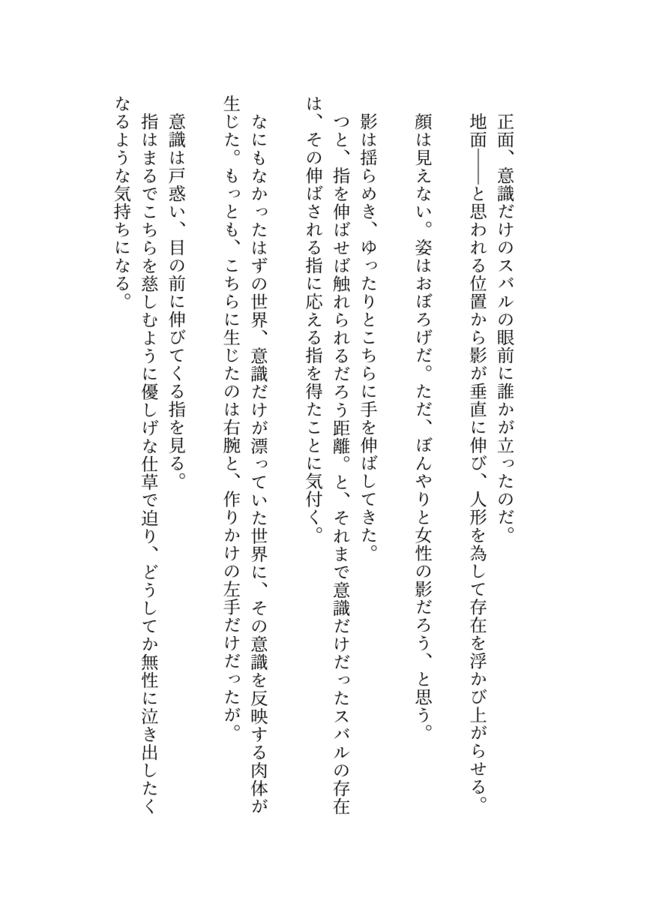 正面、意識だけのスバルの眼前に誰かが立ったのだ。
地面――と思われる位置から影が垂直に伸び、人形を為して存在を浮かび上がらせる。
顔は見えない。姿はおぼろげだ。ただ、ぼんやりと女性の影だろう、と思う。
影は揺らめき、ゆったりとこちらに手を伸ばしてきた。
つと、指を伸ばせば触れられるだろう距離。と、それまで意識だけだったスバルの存在
は、その伸ばされる指に応える指を得たことに気付く。
なにもなかったはずの世界、意識だけが漂っていた世界に、その意識を反映する肉体が
生じた。もっとも、こちらに生じたのは右腕と、作りかけの左手だけだったが。
意識は戸惑い、目の前に伸びてくる指を見る。
指はまるでこちらを慈しむように優しげな仕草で迫り、どうしてか無性に泣き出したく
なるような気持ちになる。